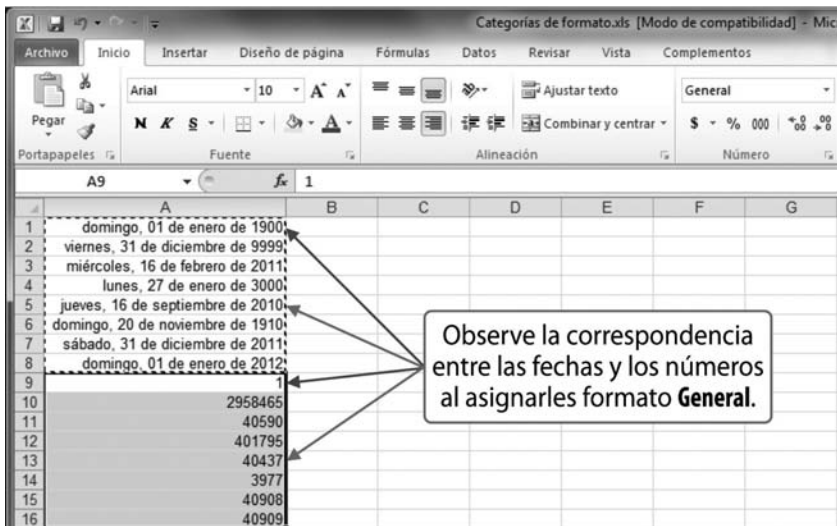 Categorías de formato.xls [Modo de compatibilidad] - Mic
Archivo Inicio Insertar Diseño de página Fórmulas Datos Revisar Vista Complementos
Pegar
Arial 10 A A
Ajustar texto
General
N K S A
Combinar y centrar
$ % 000
Portapapeles Fuente Alineación Número
A9 fx 1
A B C D E F G
1 domingo, 01 de enero de 1900
2 viernes, 31 de diciembre de 9999
3 miércoles, 16 de febrero de 2011
4 lunes, 27 de enero de 3000
5 jueves, 16 de septiembre de 2010
6 domingo, 20 de noviembre de 1910
7 sábado, 31 de diciembre de 2011
8 domingo, 01 de enero de 2012
9 1
10 2958465
11 40590
12 401795
13 40437
14 3977
15 40908
16 40909
Observe la correspondencia
entre las fechas y los números
al asignarles formato General.